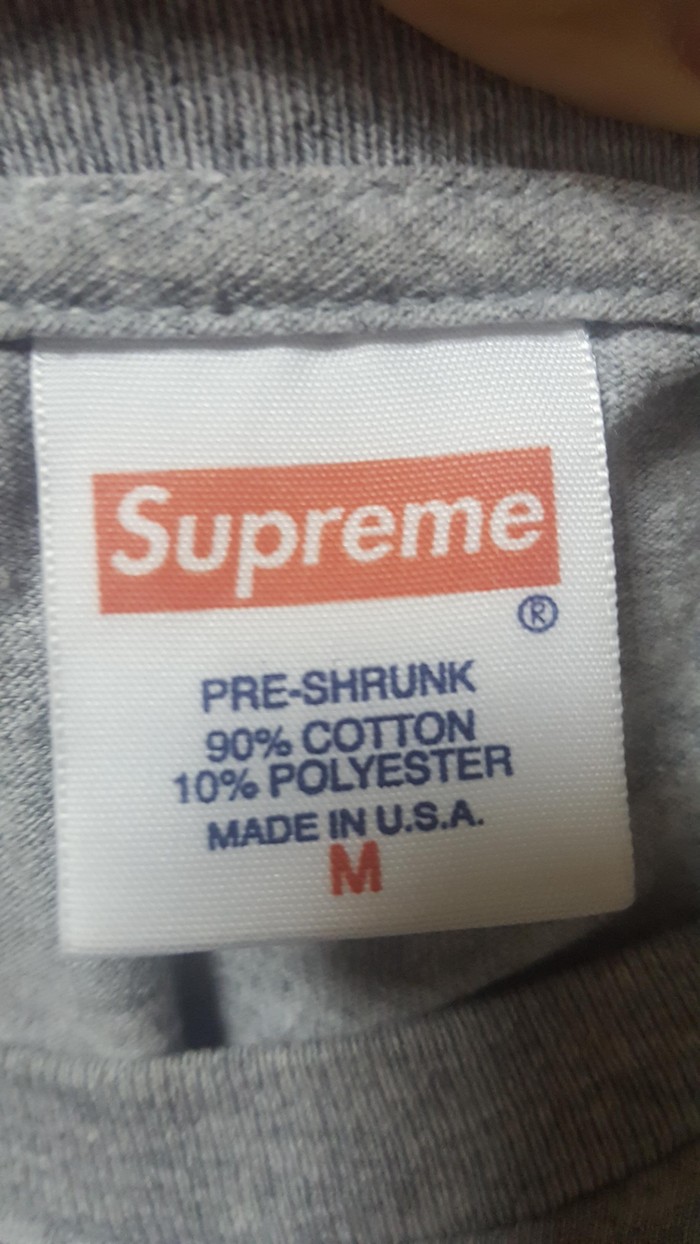 Supreme
®
PRE-SHRUNK
90% COTTON
10% POLYESTER
MADE IN U.S.A.
M